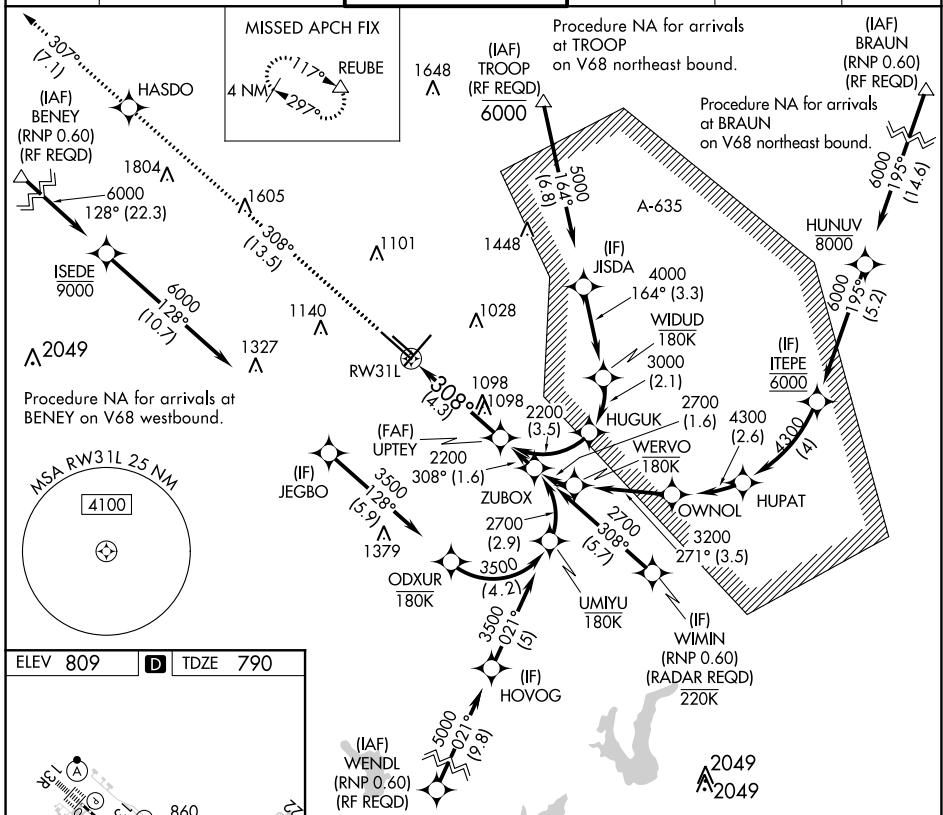 MISSED APCH FIX
117°
REUBE
4 NM
297°
307°
(7.1)
HASDO
(IAF)
BENEY
(RNP 0.60)
(RF REQD)
1804
6000
128° (22.3)
1605
308°
(13.5)
ISEDE
9000
6000
128°
(10.7)
2049
1327
1140
1101
1648
1448
1028
Procedure NA for arrivals at
BENEY on V68 westbound.
(IAF)
TROOP
(RF REQD)
6000
Procedure NA for arrivals
at TROOP
on V68 northeast bound.
(IAF)
BRAUN
(RNP 0.60)
(RF REQD)
Procedure NA for arrivals
at BRAUN
on V68 northeast bound.
5000
164°
(6.8)
A-635
6000
195°
(14.6)
HUNUV
8000
6000
195°
(5.2)
(IF)
JISDA
4000
164° (3.3)
WIDUD
180K
3000
(2.1)
(IF)
ITEPE
6000
RW31L
308°
(4.3)
1098
1098
2200
(3.5)
HUGUK
2700
(1.6)
4300
(2.6)
4300
(4)
(FAF)
UPTEY
2200
308° (1.6)
WERVO
180K
ZUBOX
OWNOL
HUPAT
3200
271° (3.5)
2700
308°
(5.7)
2700
(2.9)
(IF)
JEGBO
3500
128°
(5.9)
1379
ODXUR
180K
3500
(4.2)
UMIYU
180K
(IF)
WIMIN
(RNP 0.60)
(RADAR REQD)
220K
3500
021°
(5)
(IF)
HOVOG
5000
021°
(9.8)
(IAF)
WENDL
(RNP 0.60)
(RF REQD)
2049
2049
MSA RW31L 25 NM
4100
ELEV 809
D
TDZE 790
A
P
13R
860